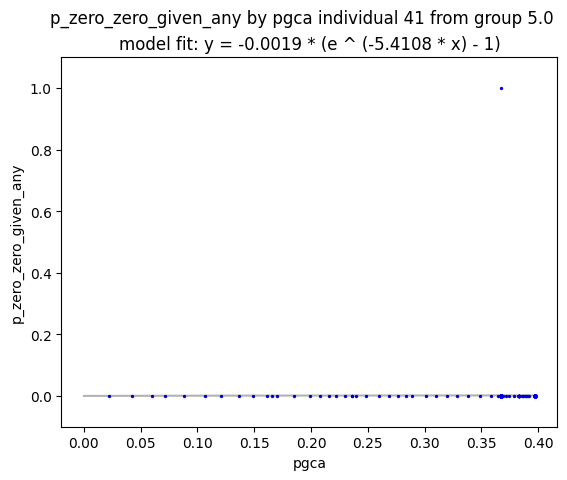 p_zero_zero_given_any by pgca individual 41 from group 5.0
model fit: y = -0.0019 * (e ^ (-5.4108 * x) - 1)
1.0
0.8
0.6
0.4
0.2
0.0
p_zero_zero_given_any
0.00 0.05 0.10 0.15 0.20 0.25 0.30 0.35 0.40
pgca